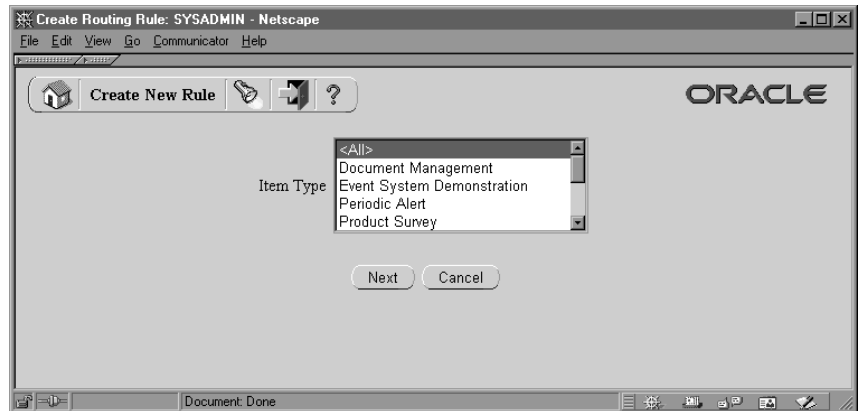 Create Routing Rule: SYSADMIN - Netscape
File Edit View Go Communicator Help
Create New Rule ?
ORACLE
<All>
Document Management
Item Type Event System Demonstration
Periodic Alert
Product Survey
Next Cancel
Document: Done